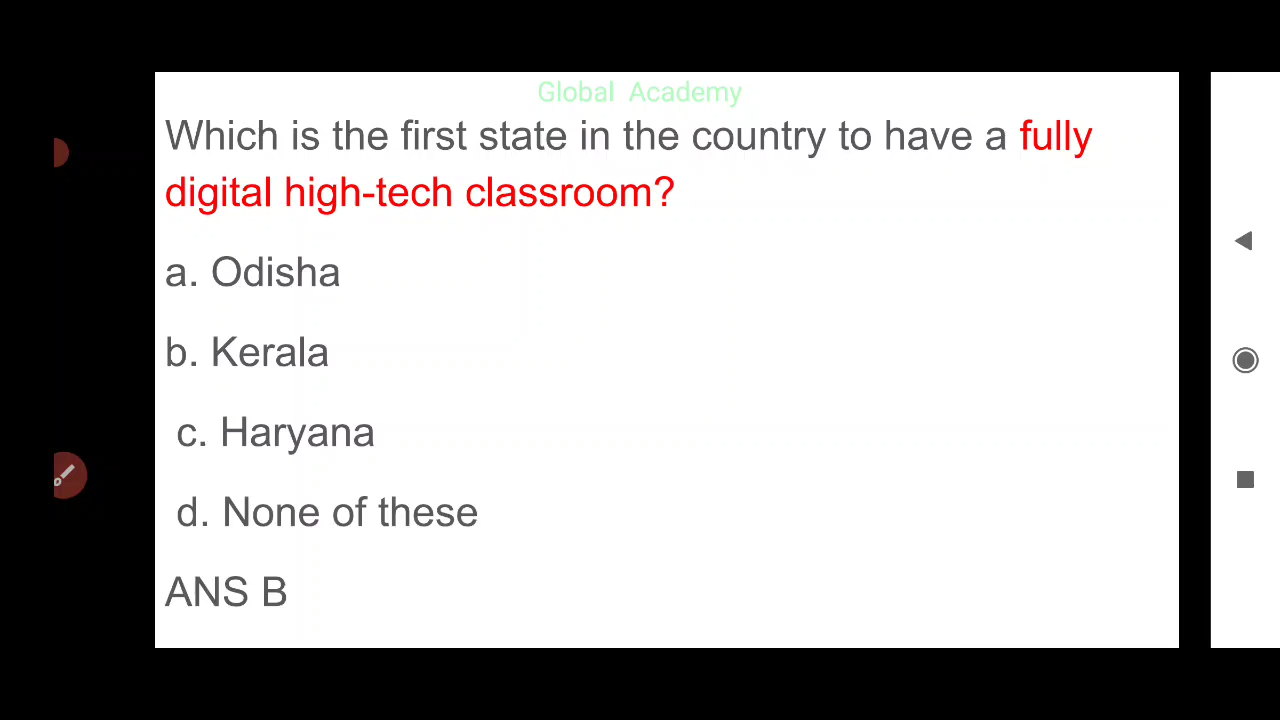 Global Academy
Which is the first state in the country to have a fully
digital high-tech classroom?
a. Odisha
b. Kerala
c. Haryana
d. None of these
ANS B